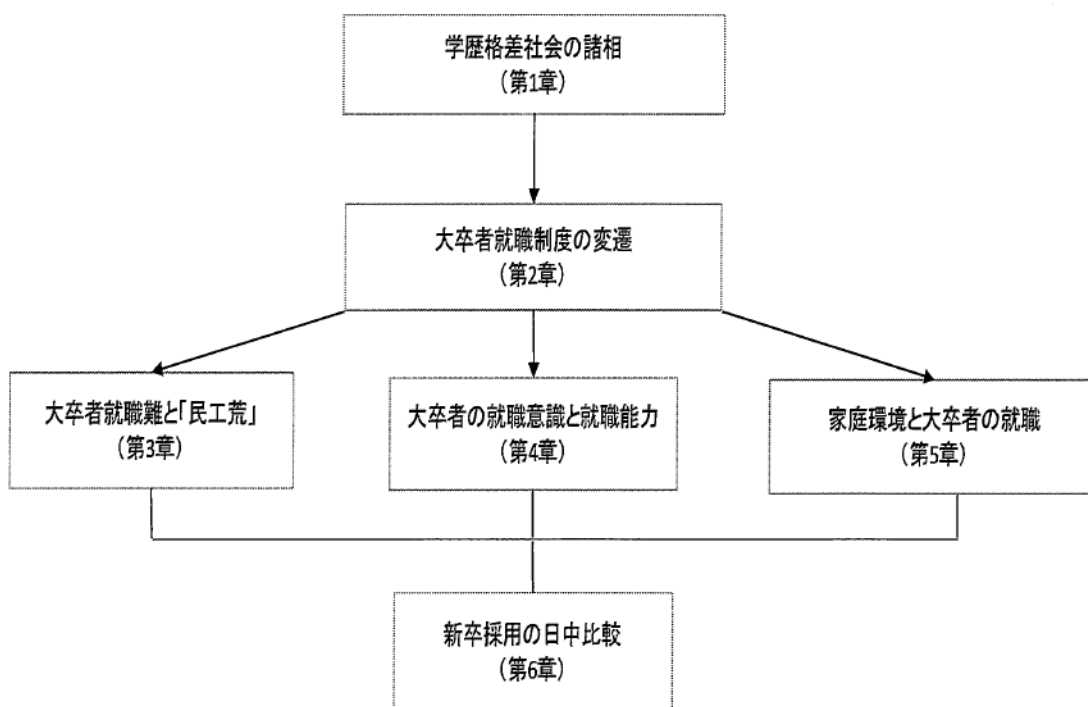 学歴格差社会の諸相
(第1章)
大卒者就職制度の変遷
(第2章)
大卒者就職難と「民工荒」
(第3章)
大卒者の就職意識と就職能力
(第4章)
家庭環境と大卒者の就職
(第5章)
新卒採用の日中比較
(第6章)